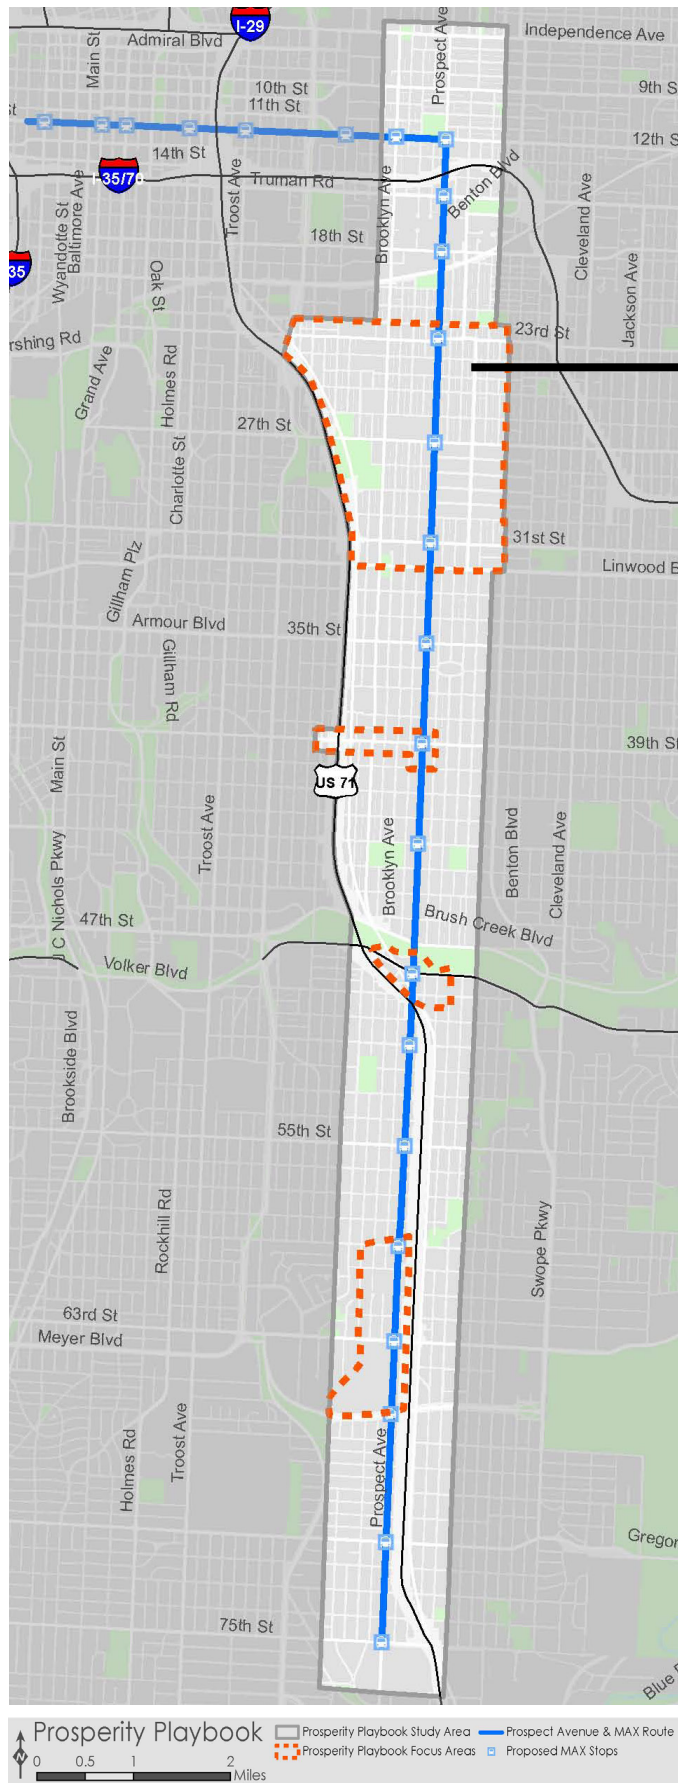 I-29
Independence Ave
Admiral Blvd
Main St
Prospect Ave
10th St
9th S
11th St
St
12th S
14th St
Benton Blvd
I-35/70
Truman Rd
Troost Ave
Brooklyn Ave
Cleveland Ave
Wyandotte St
Baltimore Ave
18th St
35
Oak St
Jackson Ave
23rd St
rshing Rd
Grand Ave
Holmes Rd
27th St
Charlotte St
31st St
Linwood B
Gillham Plz
Armour Blvd
35th St
Gillham Rd
Main St
39th St
US 71
Troost Ave
Brooklyn Ave
Benton Blvd
Cleveland Ave
J C Nichols Pkwy
47th St
Brush Creek Blvd
Volker Blvd
Brookside Blvd
55th St
Rockhill Rd
Swope Pkwy
63rd St
Meyer Blvd
Troost Ave
Holmes Rd
Prospect Ave
Gregor
75th St
Blue
Prosperity Playbook
Prosperity Playbook Study Area
Prospect Avenue & MAX Route
Prosperity Playbook Focus Areas
Proposed MAX Stops
N
0 0.5 1 2
Miles